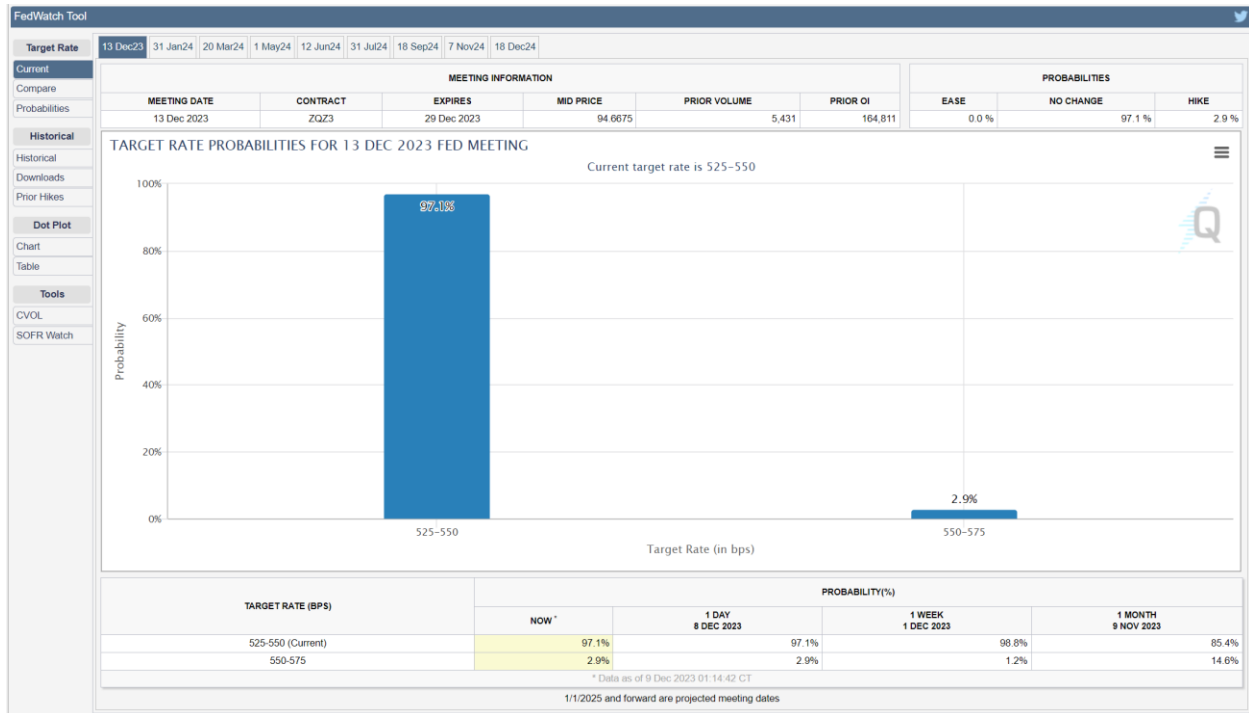 FedWatch Tool
Target Rate
Current
Compare
Probabilities
Historical
Historical
Downloads
Prior Hikes
Dot Plot
Chart
Table
Tools
CVOL
SOFR Watch
13 Dec23 31 Jan24 20 Mar24 1 May24 12 Jun24 31 Jul24 18 Sep24 7 Nov24 18 Dec24
MEETING INFORMATION PROBABILITIES
MEETING DATE CONTRACT EXPIRES MID PRICE PRIOR VOLUME PRIOR OI EASE NO CHANGE HIKE
13 Dec 2023 ZQZ3 29 Dec 2023 94.6675 5,431 164,811 0.0 % 97.1 % 2.9 %
TARGET RATE PROBABILITIES FOR 13 DEC 2023 FED MEETING
Current target rate is 525-550
Probability
100%
80%
60%
40%
20%
0%
97.1%
2.9%
Q
525-550 550-575
Target Rate (in bps)
TARGET RATE (BPS) PROBABILITY(%)
NOW * 1 DAY 8 DEC 2023 1 WEEK 1 DEC 2023 1 MONTH 9 NOV 2023
525-550 (Current) 97.1% 97.1% 98.8% 85.4%
550-575 2.9% 2.9% 1.2% 14.6%
* Data as of 9 Dec 2023 01:14:42 CT
1/1/2025 and forward are projected meeting dates